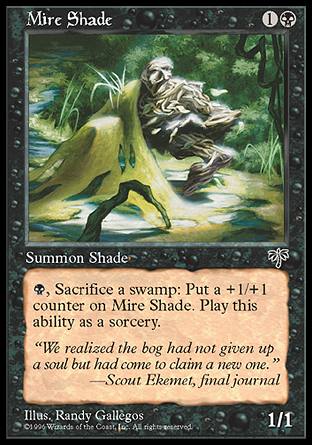 Mire Shade 1
Summon Shade
, Sacrifice a swamp: Put a +1/+1
counter on Mire Shade. Play this
ability as a sorcery.
“We realized the bog had not given up
a soul but had come to claim a new one.”
—Scout Ekemet, final journal
Illus. Randy Gallegos
©1996 Wizards of the Coast, Inc. All rights reserved.
1/1